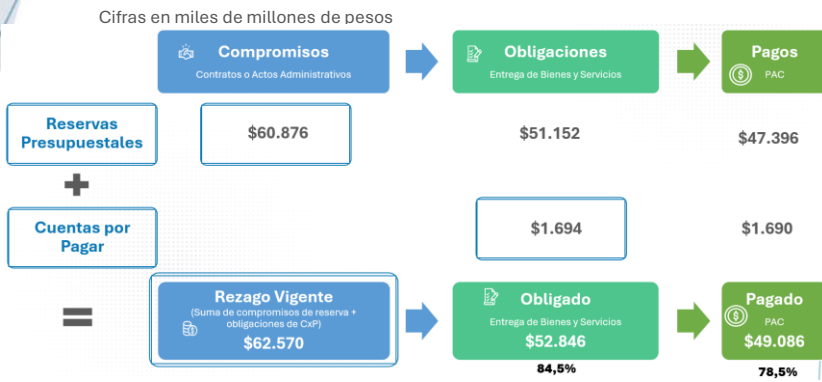 Cifras en miles de millones de pesos
Compromisos
Contratos o Actos Administrativos
Obligaciones
Entrega de Bienes y Servicios
Pagos
PAC
Reservas
Presupuestales
$60.876
$51.152
$47.396
+
Cuentas por
Pagar
$1.694
$1.690
=
Rezago Vigente
(Suma de compromisos de reserva +
obligaciones de CxP)
$62.570
Obligado
Entrega de Bienes y Servicios
$52.846
84,5%
Pagado
PAC
$49.086
78,5%